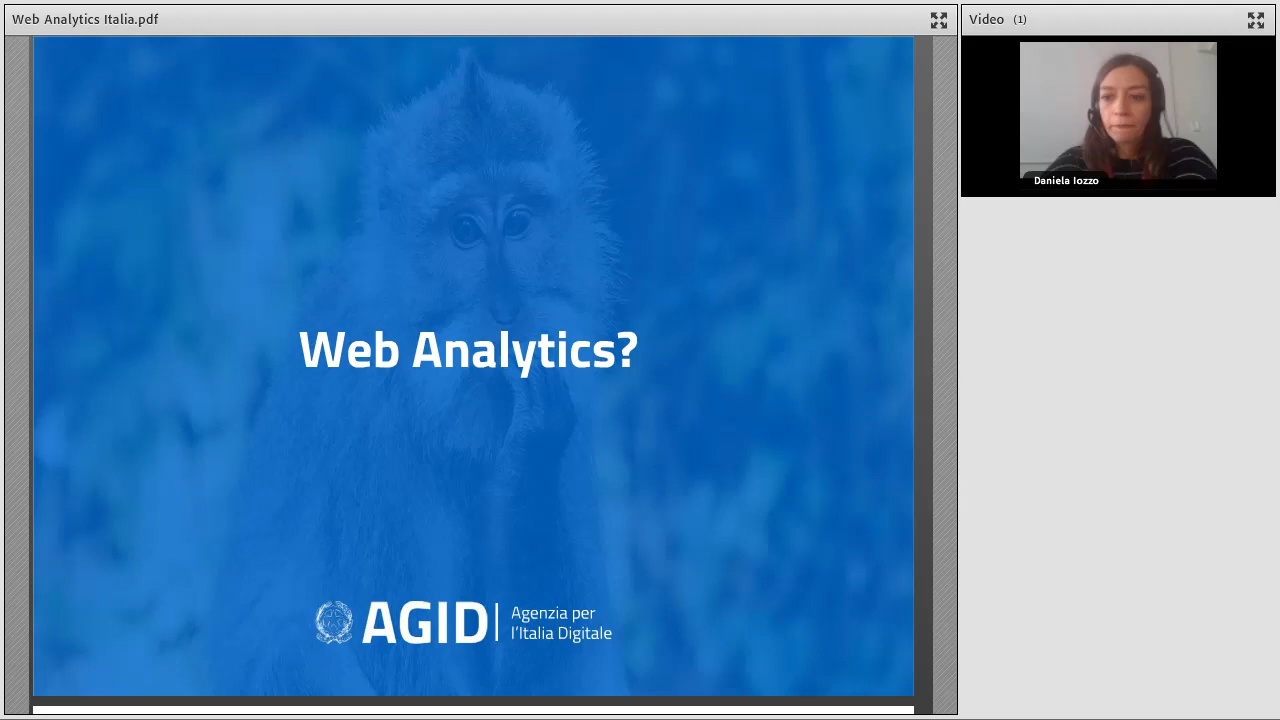 Web Analytics Italia.pdf
Video (1)
Daniela Iozzo
Web Analytics?
AGID
Agenzia per
l'Italia Digitale